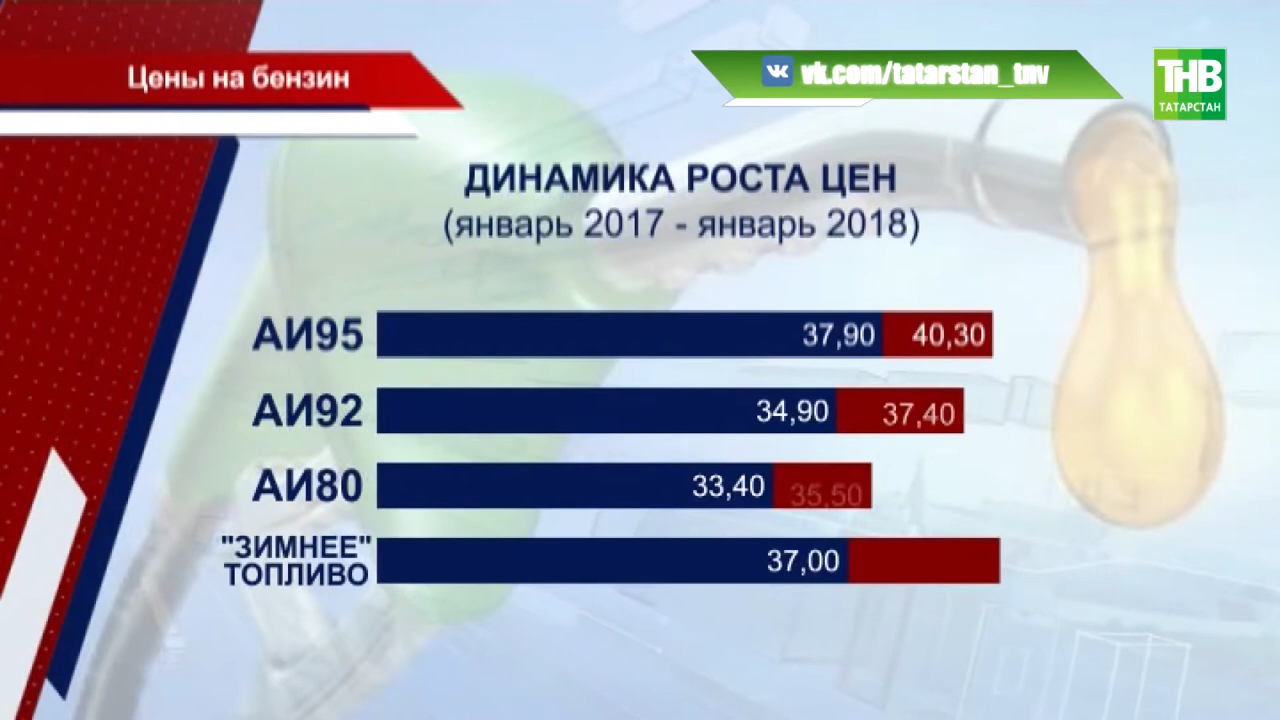 Цены на бензин
vk.com/tatarstan_tnv
ТНВ
ТАТАРСТАН
ДИНАМИКА РОСТА ЦЕН
(январь 2017 - январь 2018)
АИ95 37,90 40,30
АИ92 34,90 37,40
АИ80 33,40 35,50
"ЗИМНЕЕ"
ТОПЛИВО 37,00